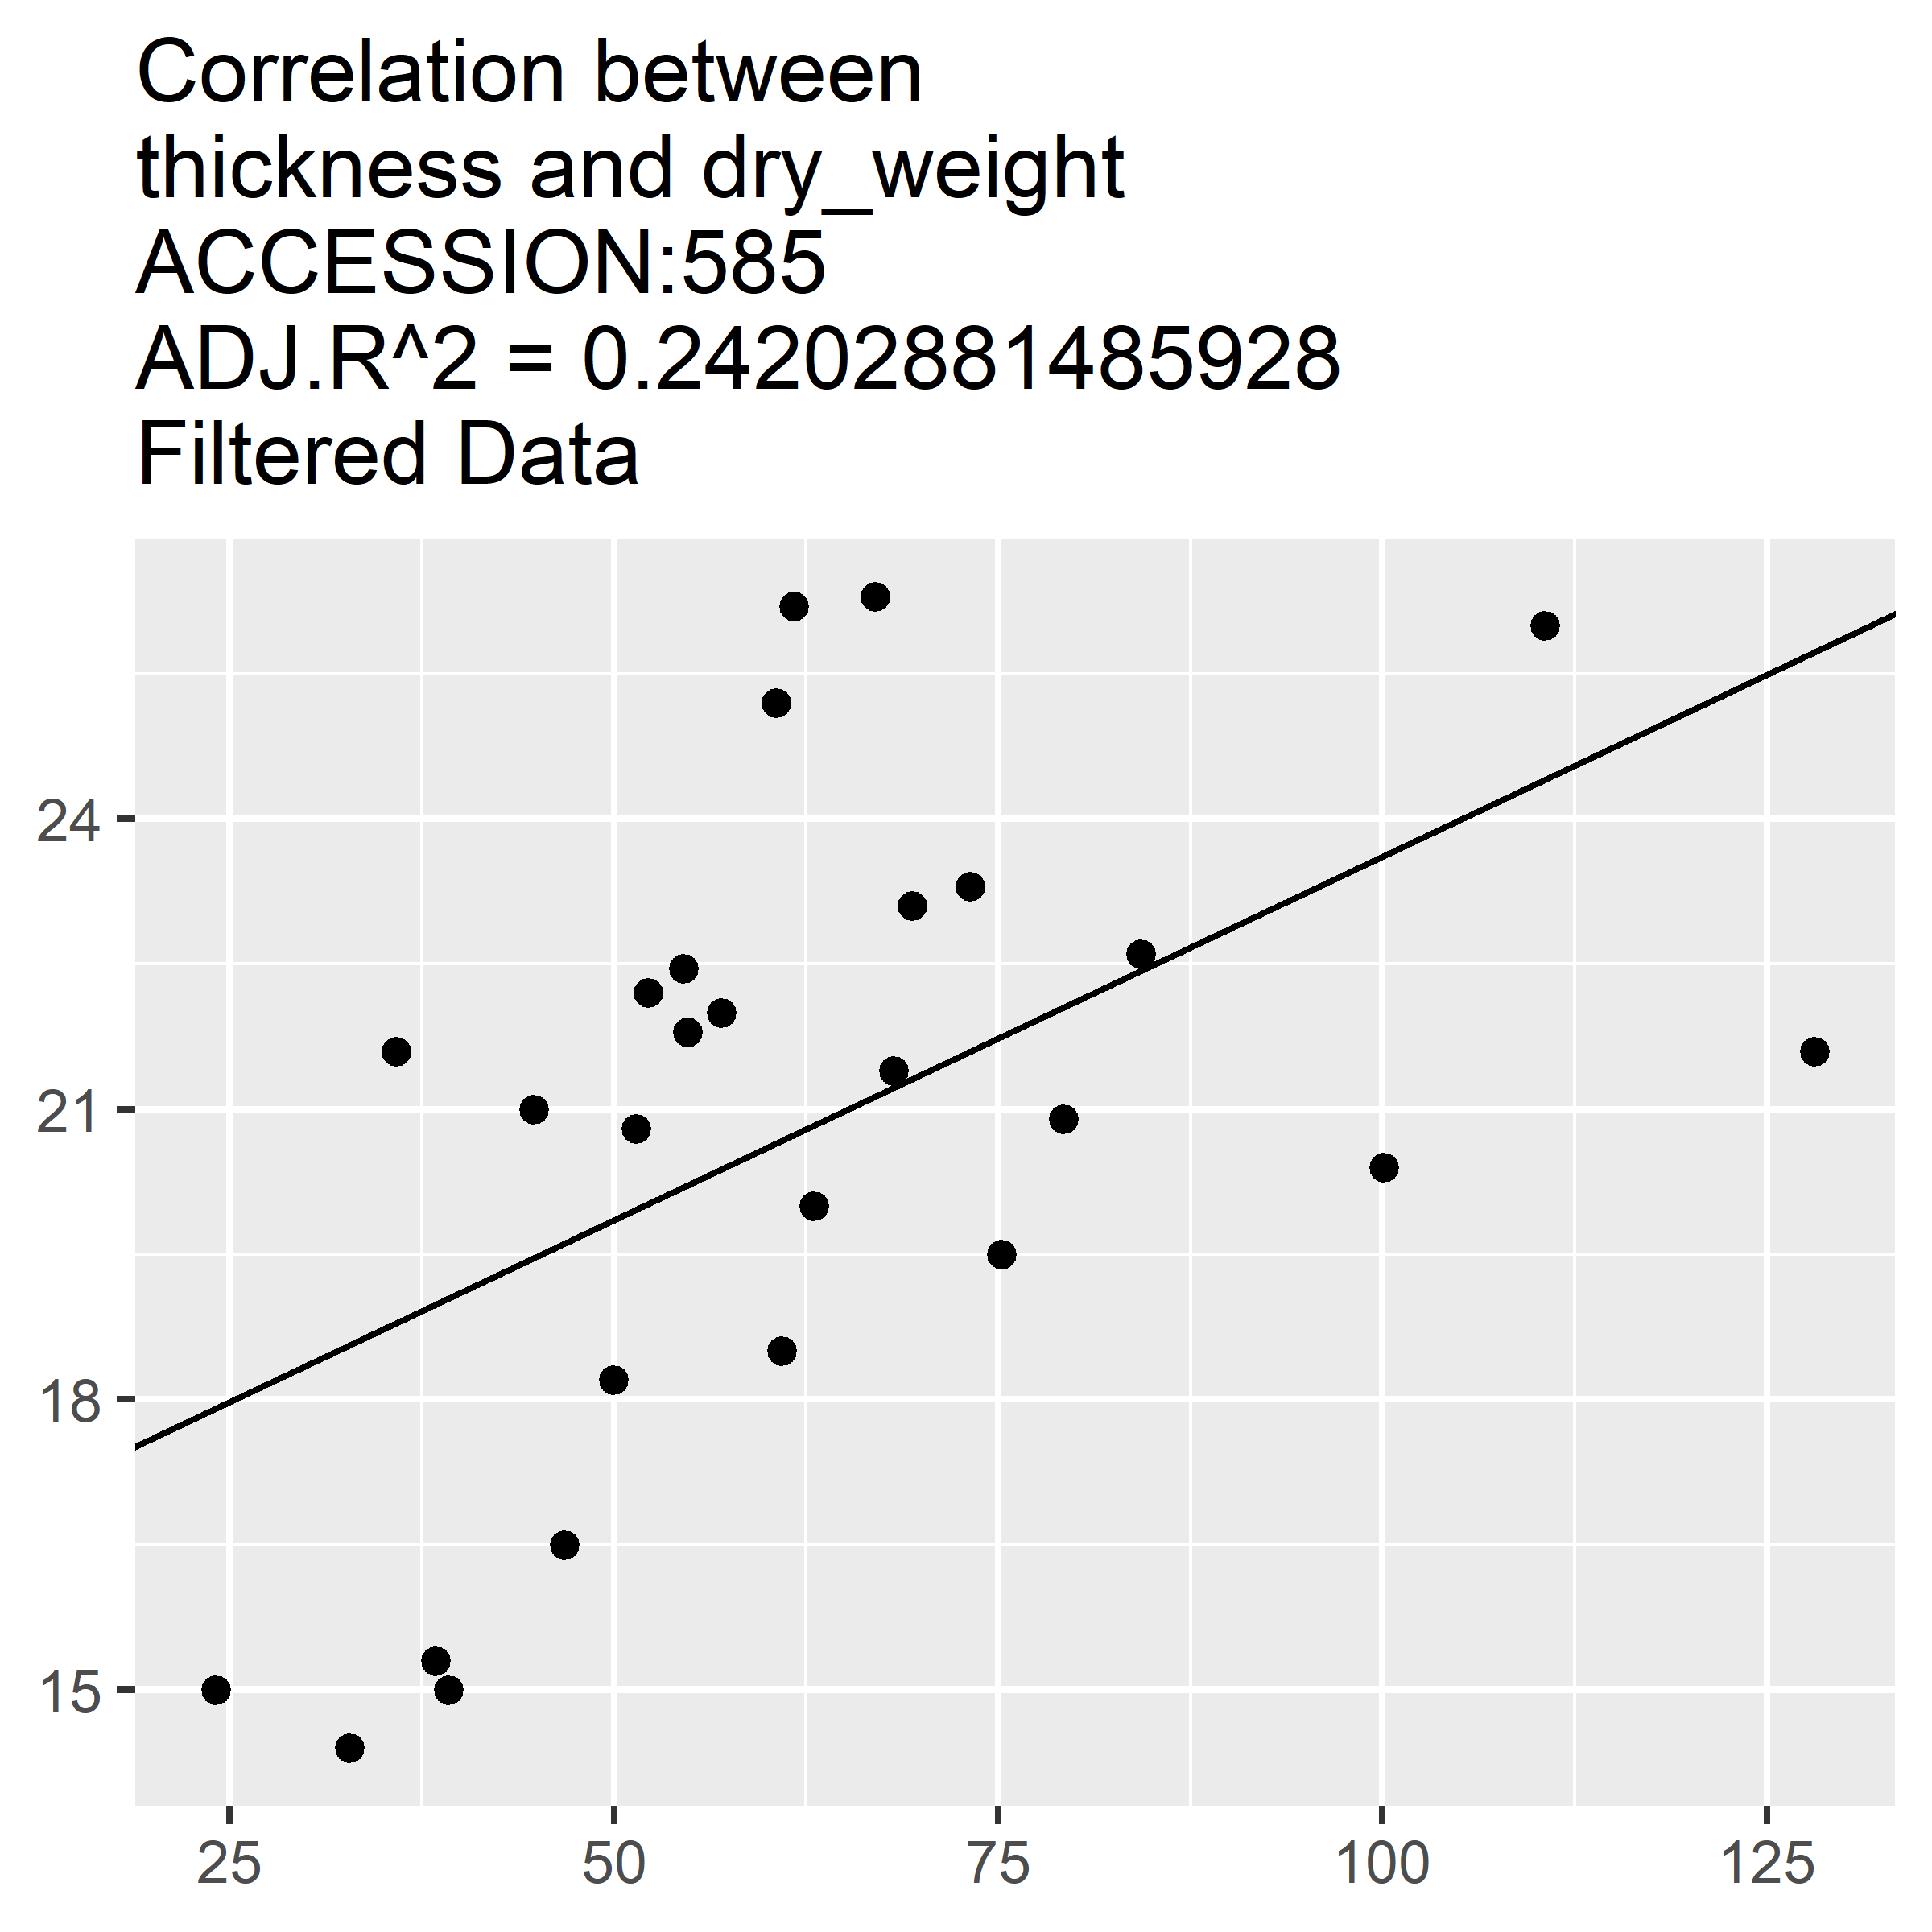 Correlation between
thickness and dry_weight
ACCESSION:585
ADJ.R^2 = 0.24202881485928
Filtered Data
24
21
18
15
25 50 75 100 125